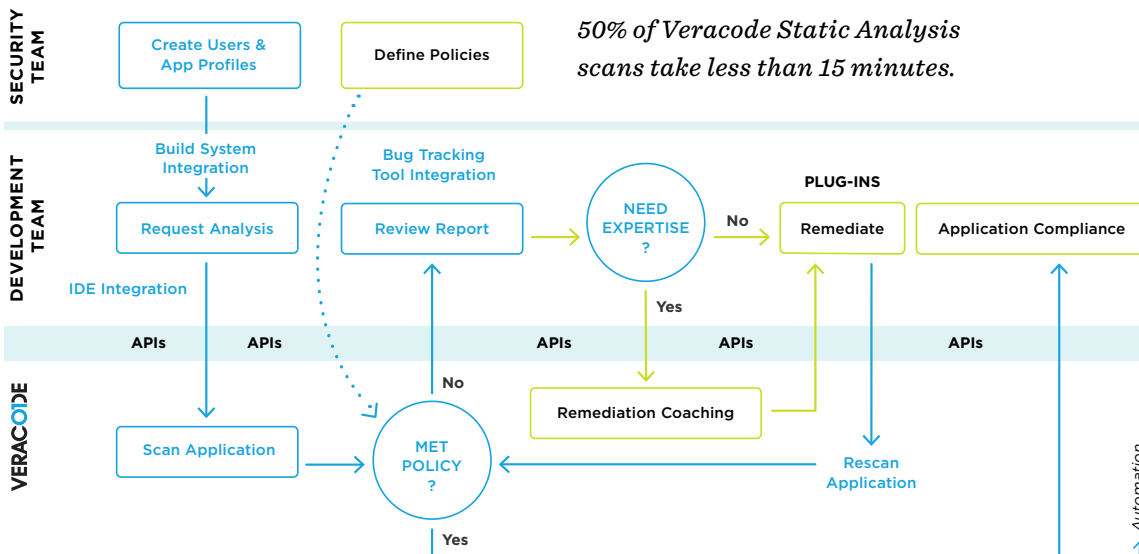 SECURITY
TEAM
Create Users &
App Profiles
Define Policies
50% of Veracode Static Analysis
scans take less than 15 minutes.
DEVELOPMENT
TEAM
Build System
Integration
Bug Tracking
Tool Integration
Request Analysis
Review Report
NEED
EXPERTISE
?
No
PLUG-INS
Remediate
Application Compliance
IDE Integration
Yes
APIs
APIs
APIs
APIs
APIs
VERACODE
No
Remediation Coaching
Scan Application
MET
POLICY
?
Rescan
Application
Yes
Automation